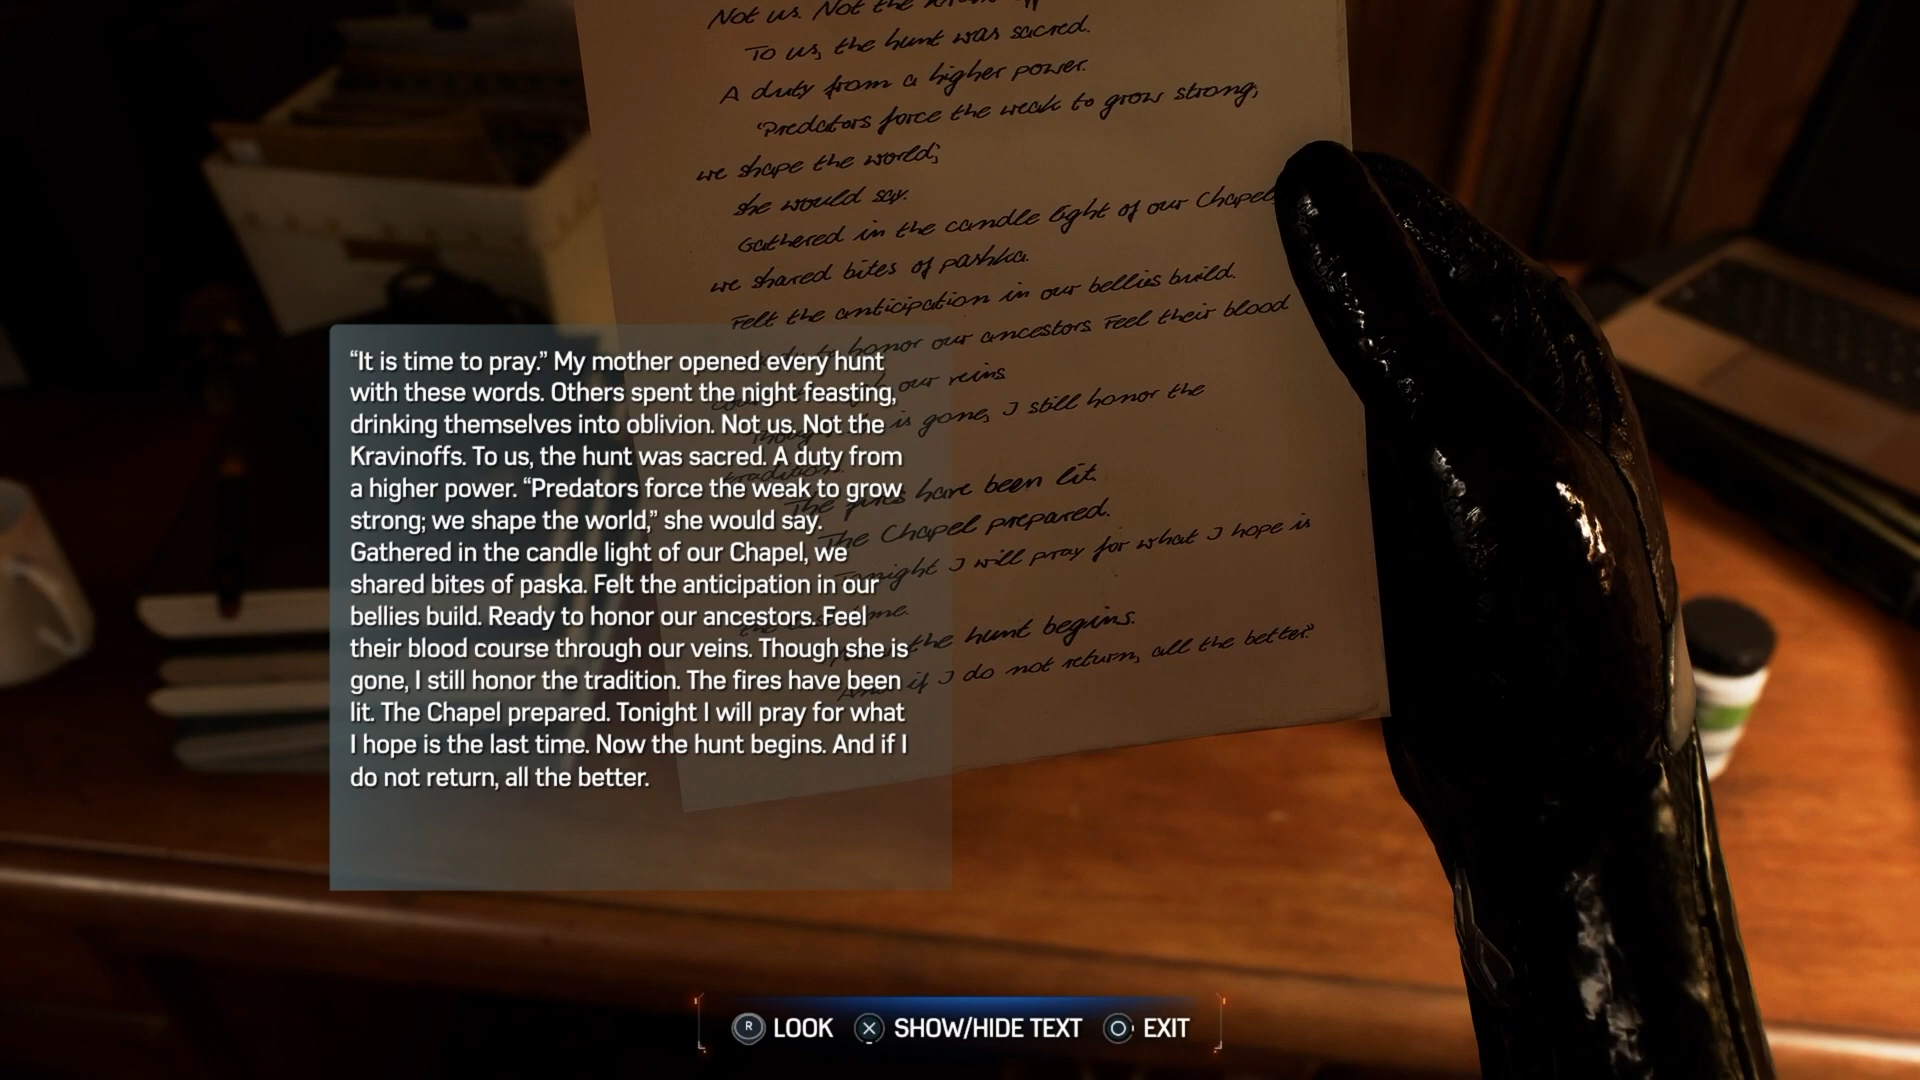 Not us. Not the
To us, the hunt was sacred.
A duty from a higher power.
"Predators force the weak to grow strong;
we shape the world,"
she would say.
Gathered in the candle light of our Chapel,
we shared bites of pashka.
Felt the anticipation in our bellies build.
to honor our ancestors. Feel their blood
our veins.
is gone, I still honor the
tradition.
The fires have been lit.
The Chapel prepared.
Tonight I will pray for what I hope is
time.
the hunt begins.
And if I do not return, all the better."
“It is time to pray.” My mother opened every hunt
with these words. Others spent the night feasting,
drinking themselves into oblivion. Not us. Not the
Kravinoffs. To us, the hunt was sacred. A duty from
a higher power. “Predators force the weak to grow
strong; we shape the world,” she would say.
Gathered in the candle light of our Chapel, we
shared bites of paska. Felt the anticipation in our
bellies build. Ready to honor our ancestors. Feel
their blood course through our veins. Though she is
gone, I still honor the tradition. The fires have been
lit. The Chapel prepared. Tonight I will pray for what
I hope is the last time. Now the hunt begins. And if I
do not return, all the better.
R LOOK SHOW/HIDE TEXT EXIT